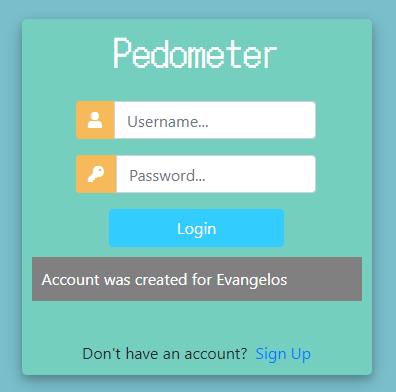 Pedometer
Username...
Password...
Login
Account was created for Evangelos
Don't have an account? Sign Up